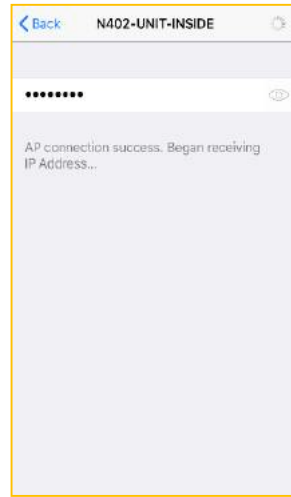 Back N402-UNIT-INSIDE
••••••••
AP connection success. Began receiving
IP Address...